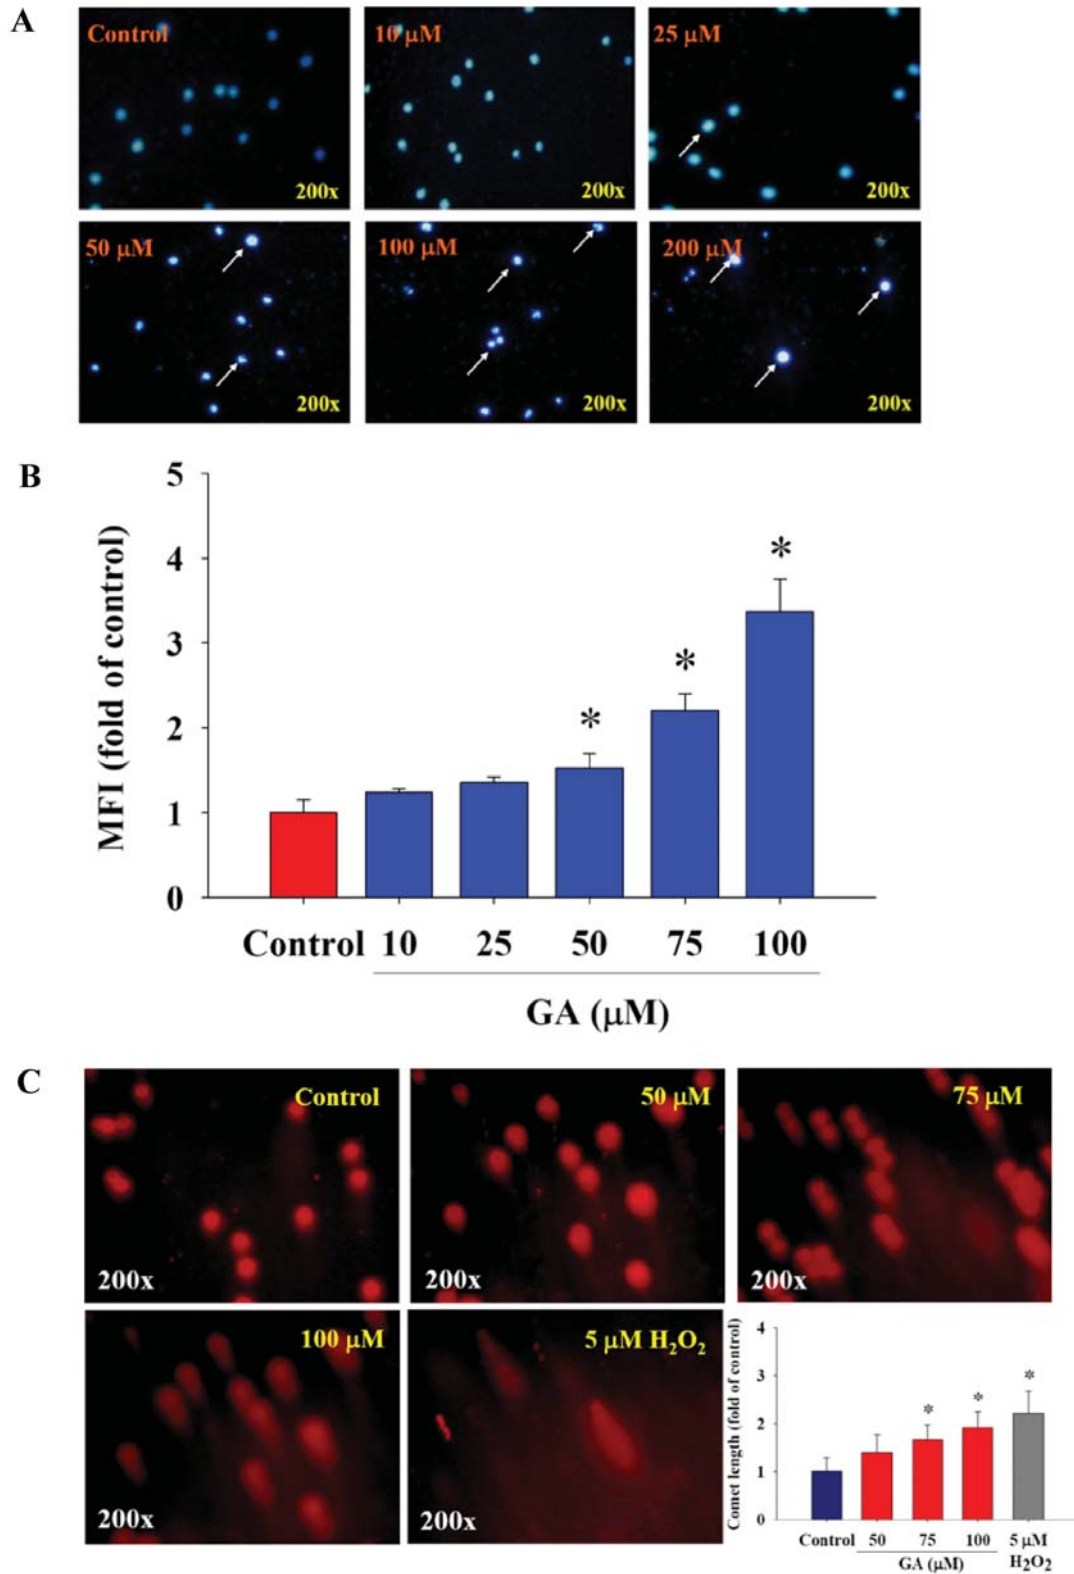 A
Control
10 μM
25 μM
200x
200x
200x
50 μM
100 μM
200 μM
200x
200x
200x
B
MFI (fold of control)
5
4
3
2
1
0
*
*
*
Control 10 25 50 75 100
GA (μM)
C
Control
50 μM
75 μM
200x
200x
200x
100 μM
5 μM H₂O₂
200x
200x
Comet length (fold of control)
4
3
2
1
0
*
*
*
Control 50 75 100 5 μM
GA (μM) H₂O₂